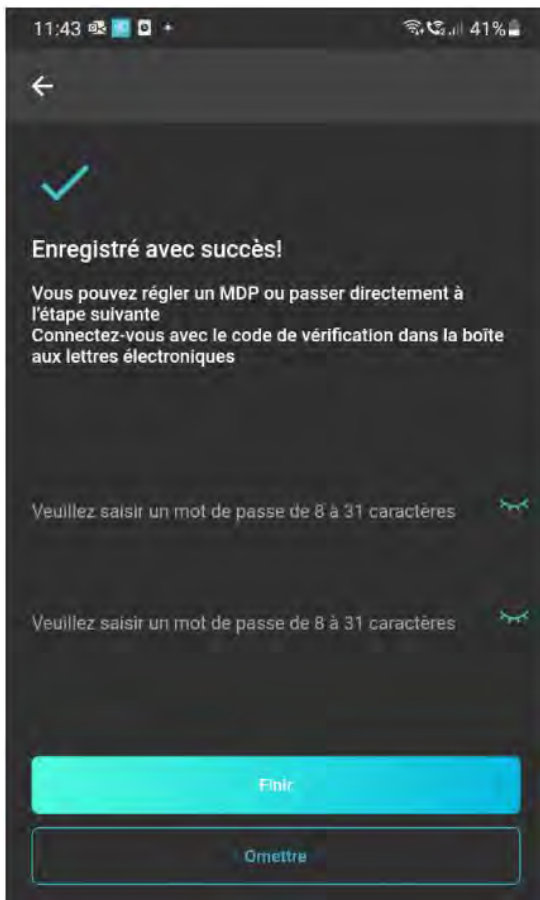 11:43 41%
Enregistré avec succès!
Vous pouvez régler un MDP ou passer directement à
l'étape suivante
Connectez-vous avec le code de vérification dans la boîte
aux lettres électroniques
Veuillez saisir un mot de passe de 8 à 31 caractères
Veuillez saisir un mot de passe de 8 à 31 caractères
Finir
Omettre